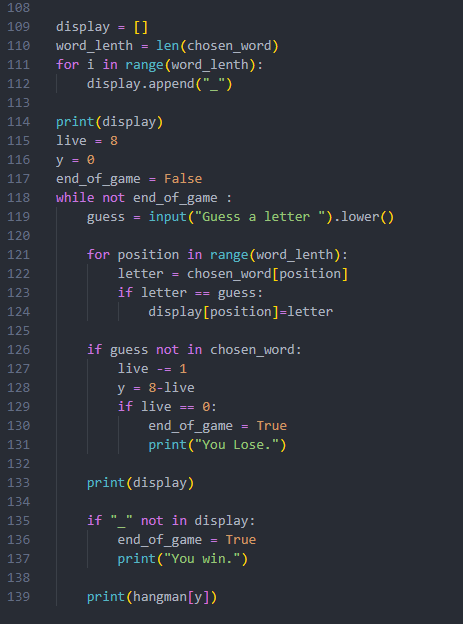 108
109 display = []
110 word_lenth = len(chosen_word)
111 for i in range(word_lenth):
112     display.append("_")
113
114 print(display)
115 live = 8
116 y = 0
117 end_of_game = False
118 while not end_of_game :
119     guess = input("Guess a letter ").lower()
120
121     for position in range(word_lenth):
122         letter = chosen_word[position]
123         if letter == guess:
124             display[position]=letter
125
126     if guess not in chosen_word:
127         live -= 1
128         y = 8-live
129         if live == 0:
130             end_of_game = True
131             print("You Lose.")
132
133     print(display)
134
135     if "_" not in display:
136         end_of_game = True
137         print("You win.")
138
139     print(hangman[y])